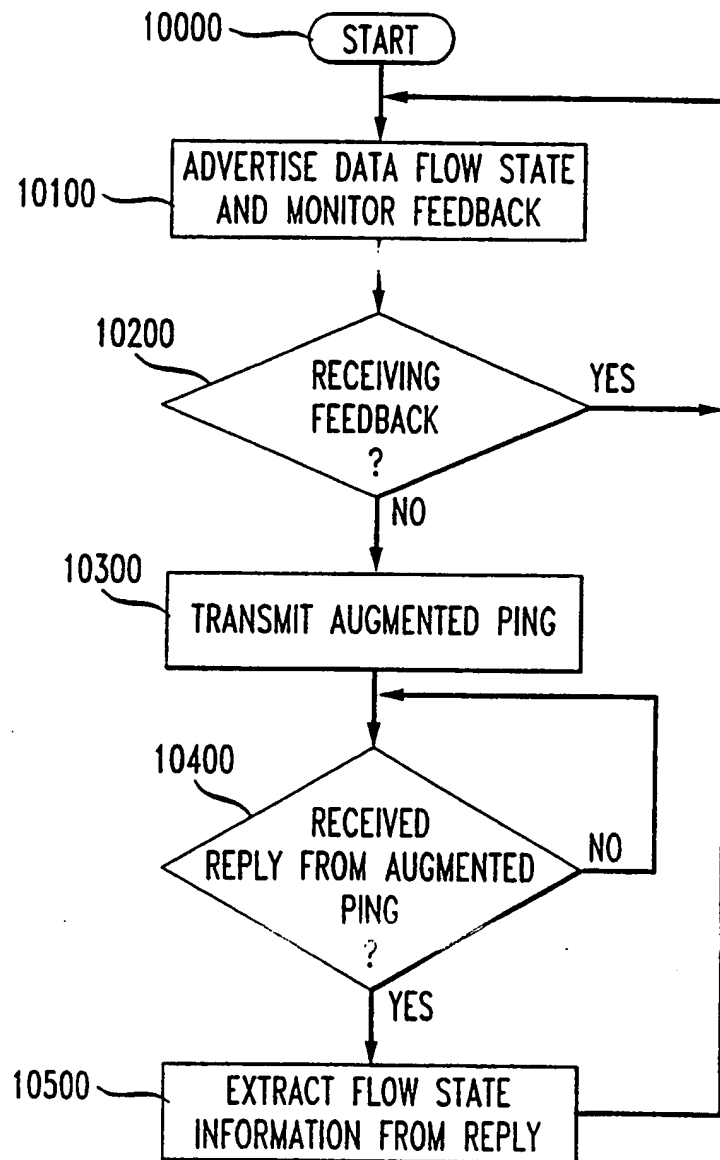 10000
START
10100
ADVERTISE DATA FLOW STATE
AND MONITOR FEEDBACK
10200
RECEIVING
FEEDBACK
?
YES
NO
10300
TRANSMIT AUGMENTED PING
10400
RECEIVED
REPLY FROM AUGMENTED
PING
?
NO
YES
10500
EXTRACT FLOW STATE
INFORMATION FROM REPLY